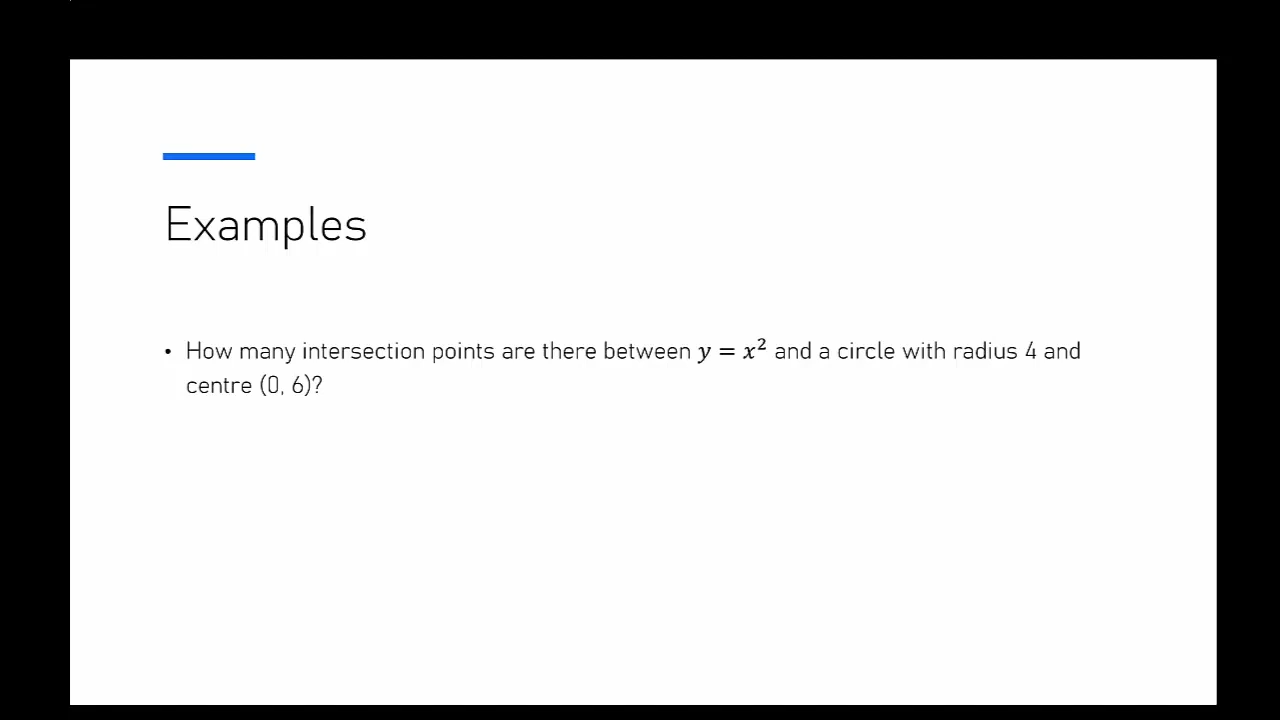 Examples
• How many intersection points are there between y = x² and a circle with radius 4 and
centre (0, 6)?